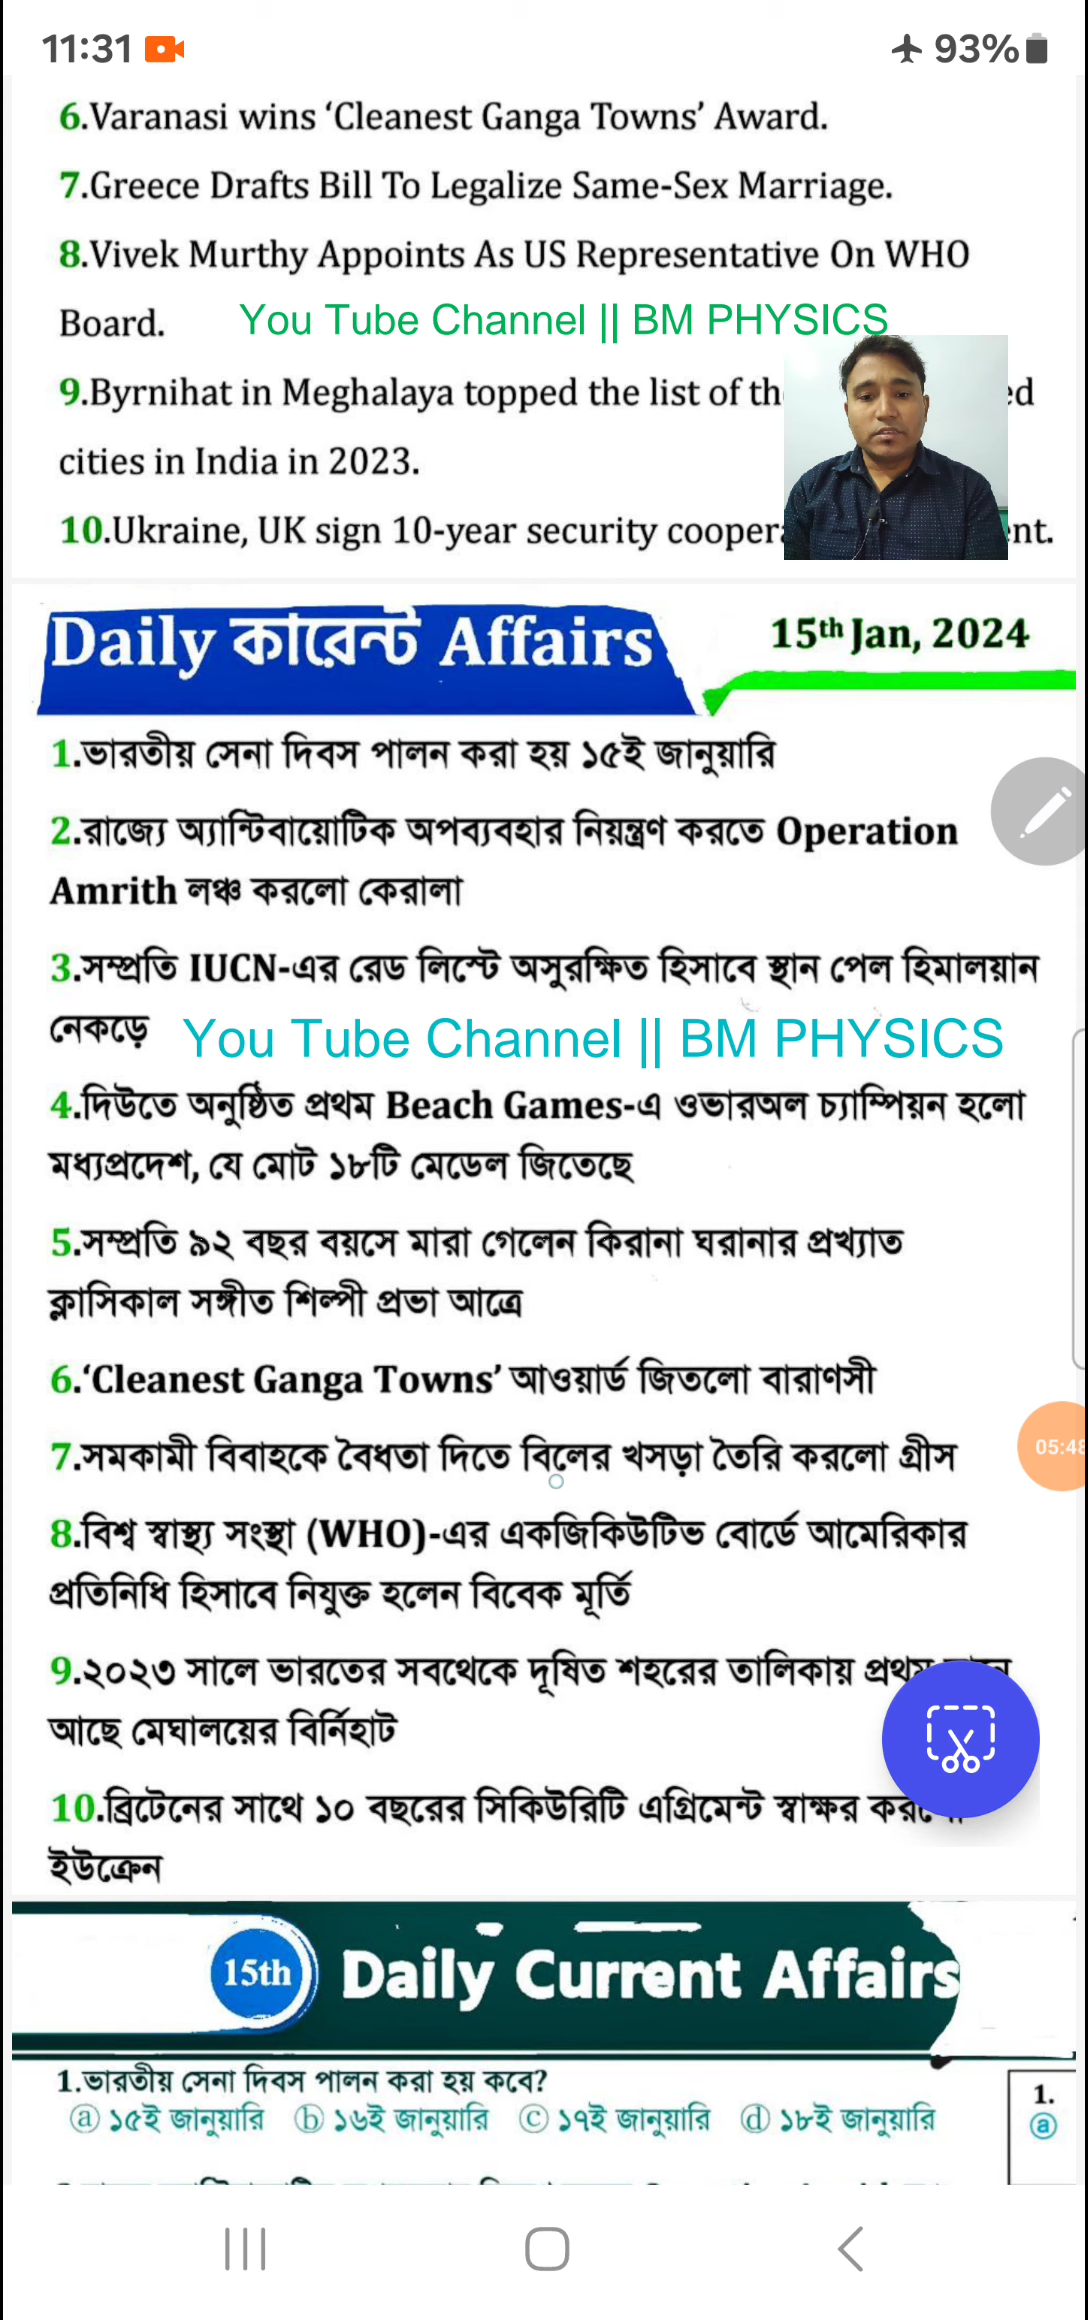 11:31
93%
6.Varanasi wins ‘Cleanest Ganga Towns’ Award.
7.Greece Drafts Bill To Legalize Same-Sex Marriage.
8.Vivek Murthy Appoints As US Representative On WHO
Board.
You Tube Channel || BM PHYSICS
9.Byrnihat in Meghalaya topped the list of
cities in India in 2023.
10.Ukraine, UK sign 10-year security
Daily কারেন্ট Affairs
15th Jan, 2024
1.ভারতীয় সেনা দিবস পালন করা হয় ১৫ই জানুয়ারি
2.রাজ্যে অ্যান্টিবায়োটিক অপব্যবহার নিয়ন্ত্রণ করতে Operation
Amrith লঞ্চ করলো কেরালা
3.সম্প্রতি IUCN-এর রেড লিস্টে অসুরক্ষিত হিসাবে স্থান পেল হিমালয়ান
নেকড়ে
You Tube Channel || BM PHYSICS
4.দিউতে অনুষ্ঠিত প্রথম Beach Games-এ ওভারঅল চ্যাম্পিয়ন হলো
মধ্যপ্রদেশ, যে মোট ১৮টি মেডেল জিতেছে
5.সম্প্রতি ৯২ বছর বয়সে মারা গেলেন কিরানা ঘরানার প্রখ্যাত
ক্লাসিকাল সঙ্গীত শিল্পী প্রভা আত্রে
6.‘Cleanest Ganga Towns’ আওয়ার্ড জিতলো বারাণসী
7.সমকামী বিবাহকে বৈধতা দিতে বিলের খসড়া তৈরি করলো গ্রীস
05:48
8.বিশ্ব স্বাস্থ্য সংস্থা (WHO)-এর একজিকিউটিভ বোর্ডে আমেরিকার
প্রতিনিধি হিসাবে নিযুক্ত হলেন বিবেক মূর্তি
9.২০২৩ সালে ভারতের সবথেকে দূষিত শহরের তালিকায়
আছে মেঘালয়ের বির্নিহাট
10.ব্রিটেনের সাথে ১০ বছরের সিকিউরিটি এগ্রিমেন্ট স্বাক্ষর
ইউক্রেন
15th Daily Current Affairs
1.ভারতীয় সেনা দিবস পালন করা হয় কবে?
ⓐ ১৫ই জানুয়ারি ⓑ ১৬ই জানুয়ারি ⓒ ১৭ই জানুয়ারি ⓓ ১৮ই জানুয়ারি
1.
ⓐ